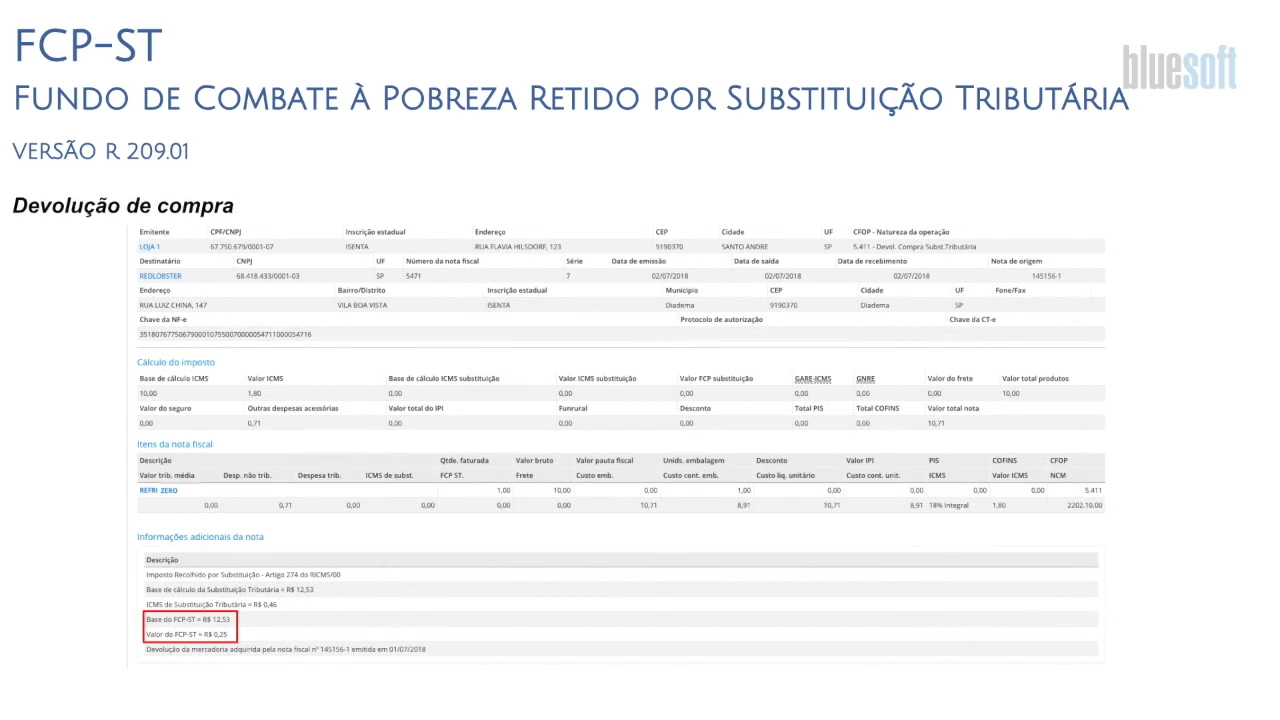 FCP-ST
bluesoft
Fundo de Combate à Pobreza Retido por Substituição Tributária
versão R 209.01
Devolução de compra
Emitente CPF/CNPJ Inscrição estadual Endereço CEP Cidade UF CFOP - Natureza da operação
LOJA 1 67.750.679/0001-07 ISENTA RUA FLAVIA HILSDORF, 123 9190370 SANTO ANDRE SP 5.411 - Devol. Compra Subst.Tributária
Destinatário CNPJ UF Número da nota fiscal Série Data de emissão Data de saída Data de recebimento Nota de origem
REDLOBSTER 68.418.433/0001-03 SP 5471 7 02/07/2018 02/07/2018 02/07/2018 145156-1
Endereço Bairro/Distrito Inscrição estadual Município CEP Cidade UF Fone/Fax
RUA LUIZ CHINA, 147 VILA BOA VISTA ISENTA Diadema 9190370 Diadema SP
Chave da NF-e Protocolo de autorização Chave da CT-e
35180767750679000107550070000054711000054716
Cálculo do imposto
Base de cálculo ICMS Valor ICMS Base de cálculo ICMS substituição Valor ICMS substituição Valor FCP substituição GARE-ICMS GNRE Valor do frete Valor total produtos
10,00 1,80 0,00 0,00 0,00 0,00 0,00 0,00 10,00
Valor do seguro Outras despesas acessórias Valor total do IPI Funrural Desconto Total PIS Total COFINS Valor total nota
0,00 0,71 0,00 0,00 0,00 0,00 0,00 10,71
Itens da nota fiscal
Descrição Qtde. faturada Valor bruto Valor pauta fiscal Unids. embalagem Desconto Valor IPI PIS COFINS CFOP
Valor trib. média Desp. não trib. Despesa trib. ICMS de subst. FCP ST. Frete Custo emb. Custo cont. emb. Custo liq. unitário Custo cont. unit. ICMS Valor ICMS NCM
REFRI ZERO 1,00 10,00 0,00 1,00 0,00 0,00 0,00 0,00 5.411
0,00 0,71 0,00 0,00 0,00 0,00 10,71 8,91 10,71 8,91 18% Integral 1,80 2202.10.00
Informações adicionais da nota
Descrição
Imposto Recolhido por Substituição - Artigo 274 do RICMS/00
Base de cálculo da Substituição Tributária = R$ 12,53
ICMS de Substituição Tributária = R$ 0,46
Base do FCP-ST = R$ 12,53
Valor do FCP-ST = R$ 0,25
Devolução da mercadoria adquirida pela nota fiscal nº 145156-1 emitida em 01/07/2018